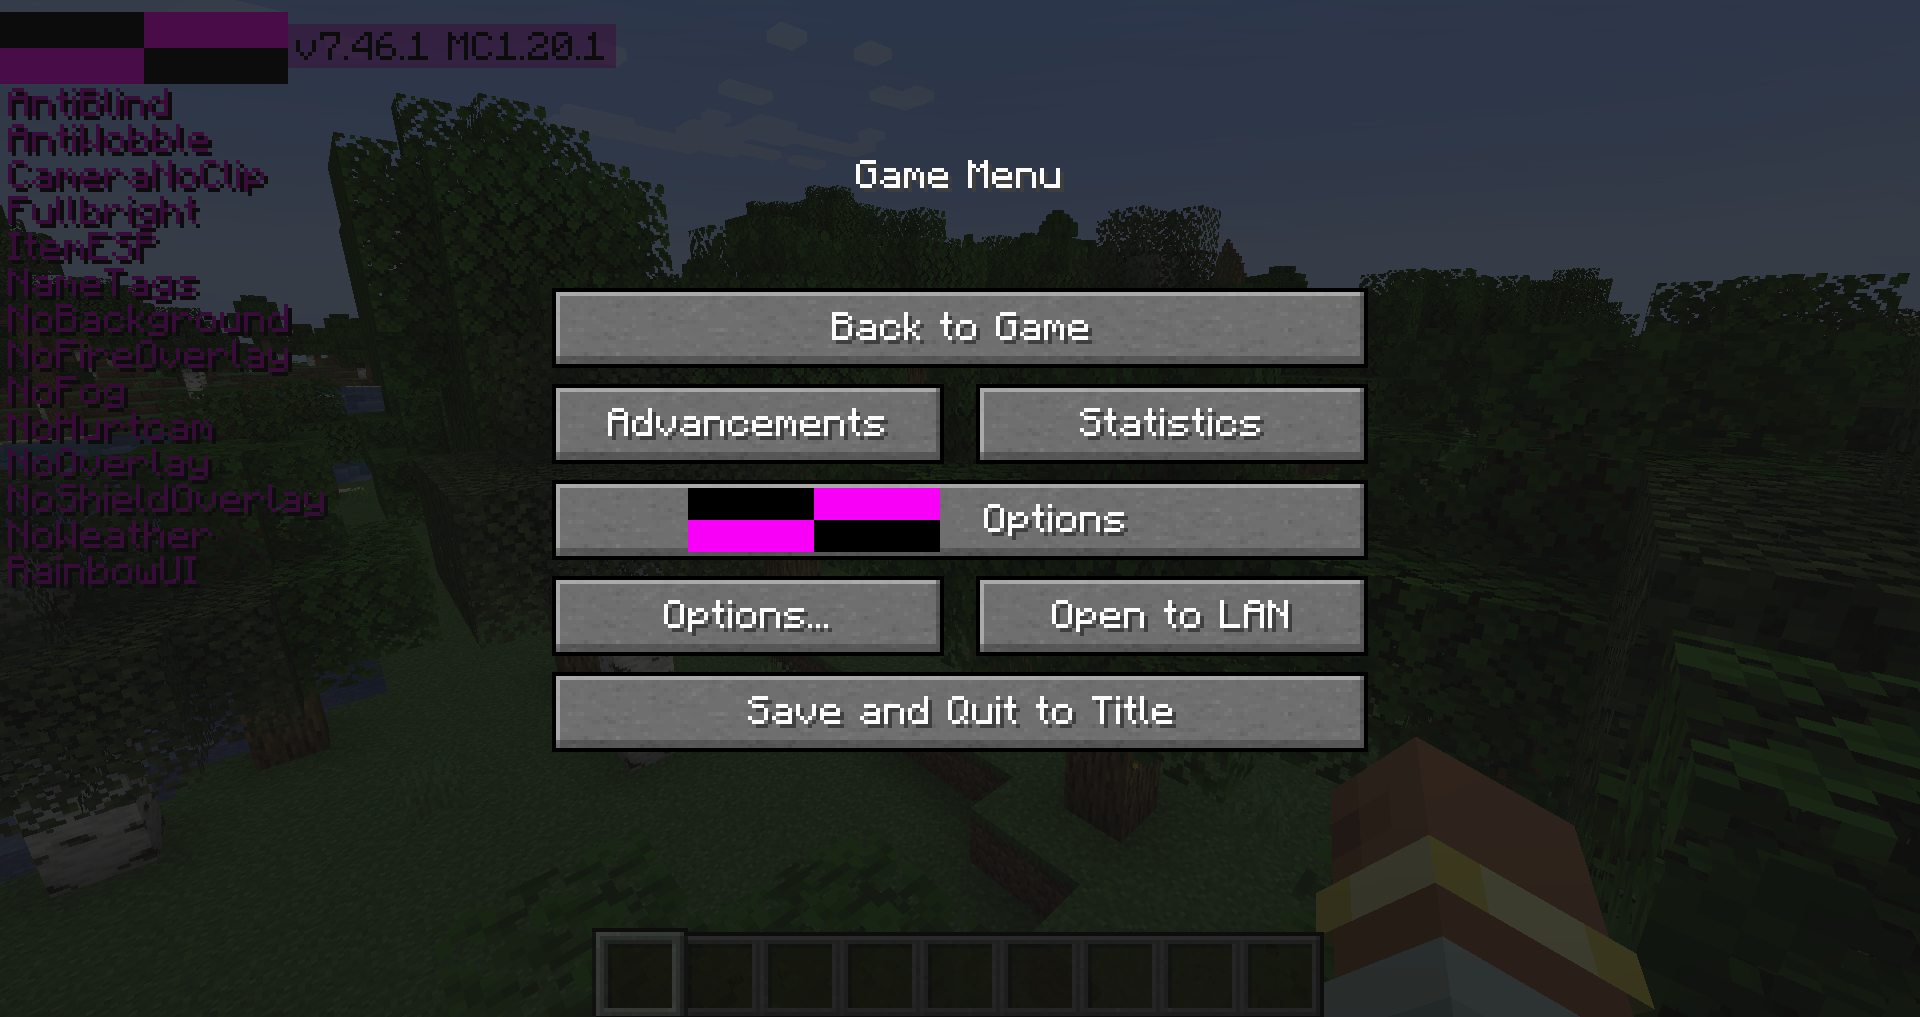 v7.46.1 MC1.20.1
AntiBlind
AntiWobble
CameraNoClip
Fullbright
ItemESP
NameTags
NoBackground
NoFireOverlay
NoFog
NoHurtcam
NoOverlay
NoShieldOverlay
NoWeather
RainbowUI
Game Menu
Back to Game
Advancements
Statistics
Options
Options...
Open to LAN
Save and Quit to Title